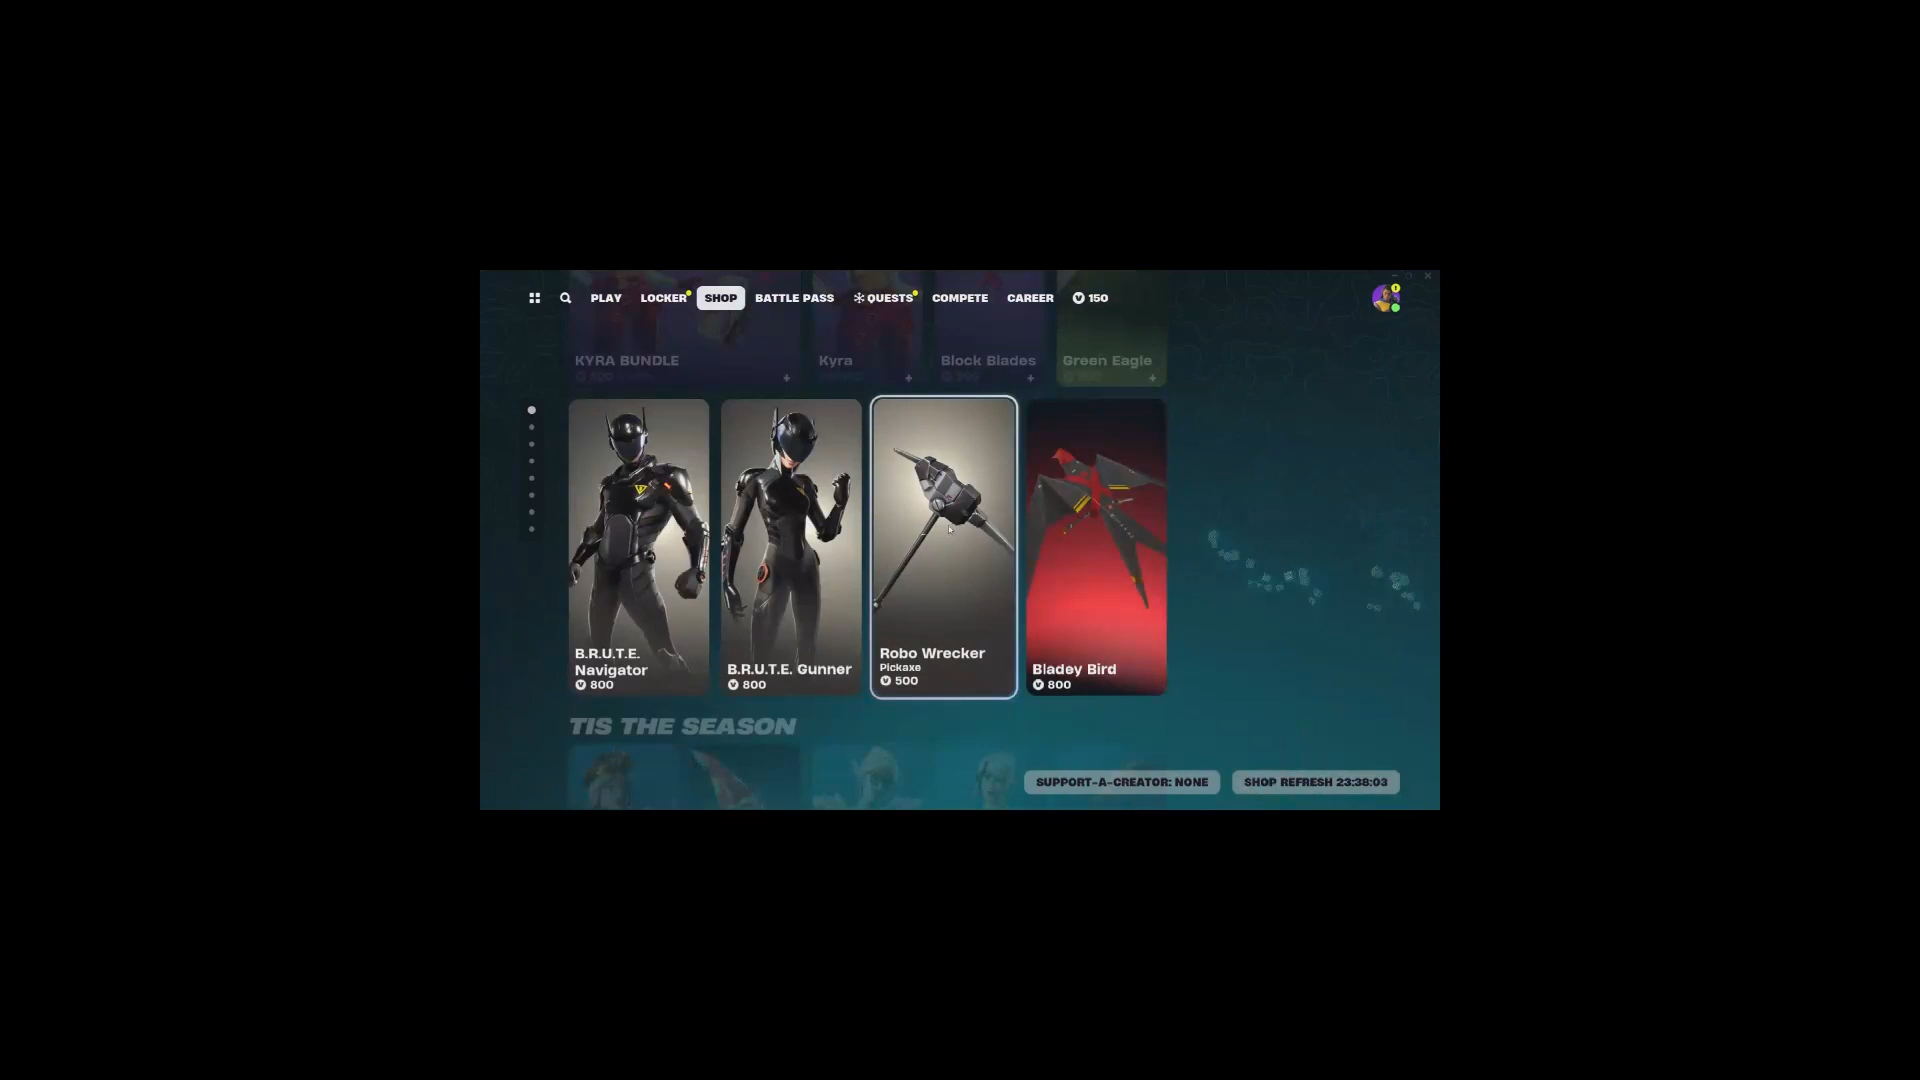 PLAY LOCKER SHOP BATTLE PASS QUESTS COMPETE CAREER 150
KYRA BUNDLE
Kyra
Block Blades
Green Eagle
B.R.U.T.E.
Navigator
800
B.R.U.T.E. Gunner
800
Robo Wrecker
Pickaxe
500
Bladey Bird
800
TIS THE SEASON
SUPPORT-A-CREATOR: NONE
SHOP REFRESH 23:38:03